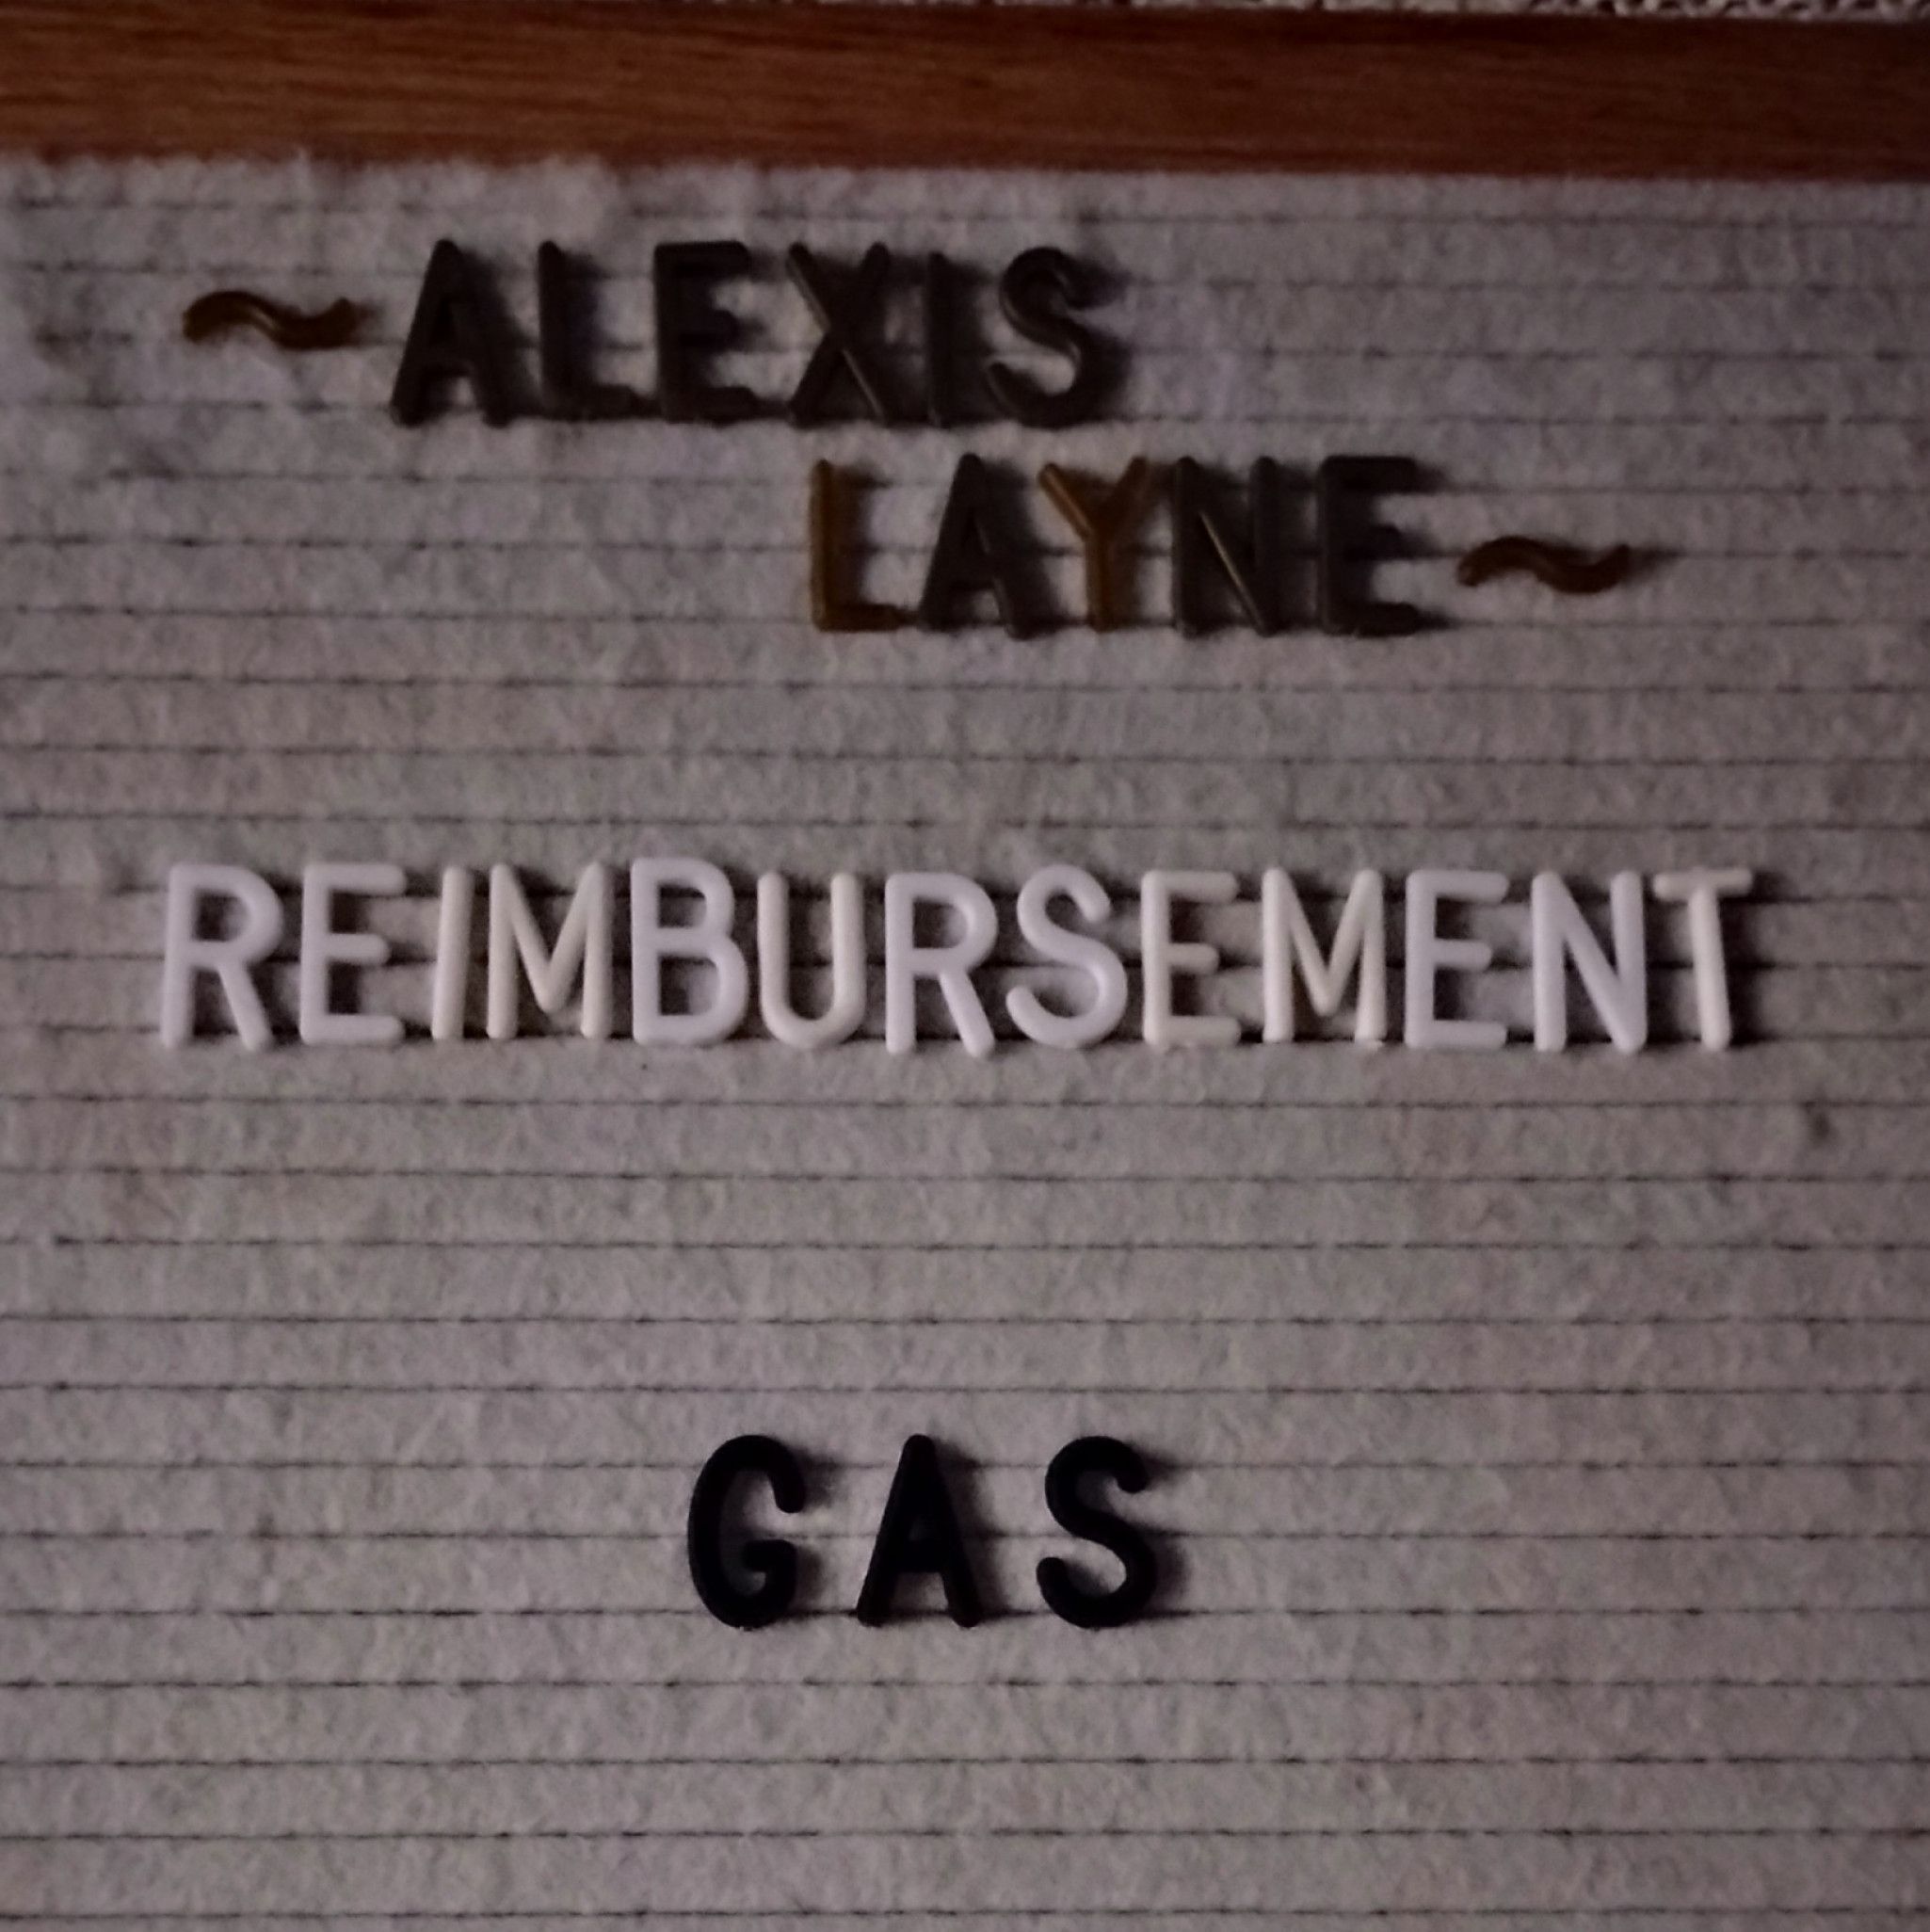 ~ALEXIS
LAYNE~
REIMBURSEMENT
GAS